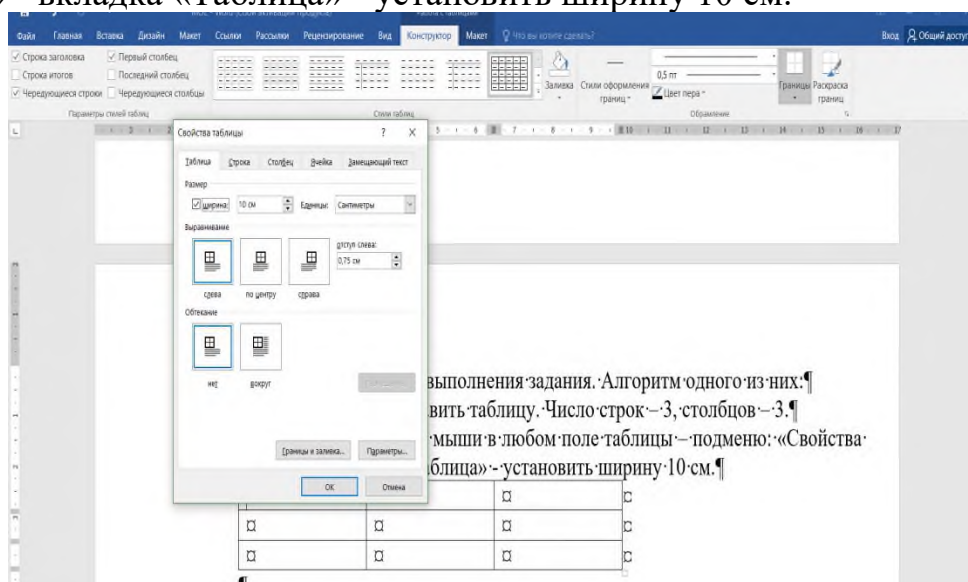 вкладка «Таблица» - установить ширину 10 см.
Работа с таблицами
Файл Главная Вставка Дизайн Макет Ссылки Рассылки Рецензирование Вид Конструктор Макет Что вы хотите сделать? Вход Общий доступ
Строка заголовка Первый столбец
Строка итогов Последний столбец
Чередующиеся строки Чередующиеся столбцы
Заливка Стили оформления границ
0,5 пт
Цвет пера
Границы Раскраска границ
Параметры стилей таблиц Стили таблиц Обрамление
Свойства таблицы ? X
Таблица Строка Столбец Ячейка Замещающий текст
Размер
ширина: 10 см Единицы: Сантиметры
Выравнивание
отступ слева:
0,75 см
слева по центру справа
Обтекание
нет вокруг
Границы и заливка... Параметры...
ОК Отмена
выполнения задания. Алгоритм одного из них:¶
вить таблицу. Число строк – 3, столбцов – 3.¶
мыши в любом поле таблицы – подменю: «Свойства
блица» - установить ширину 10 см.¶